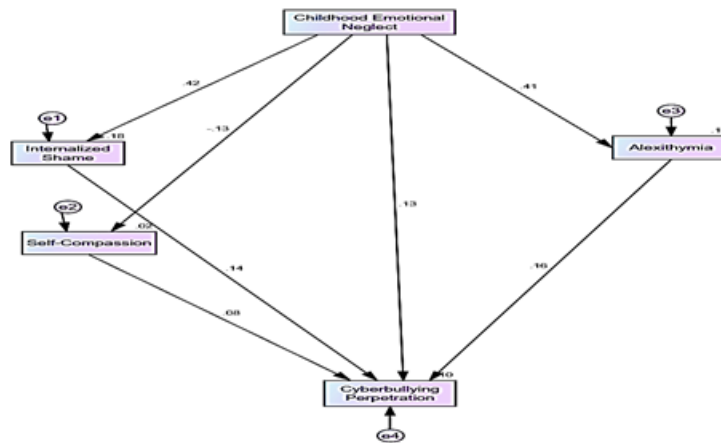 Childhood Emotional
Neglect
.42
-.13
.41
e1
e3
.18
Internalized
Shame
Alexithymia
.13
e2
.02
Self-Compassion
.14
.16
.08
.10
Cyberbullying
Perpetration
e4